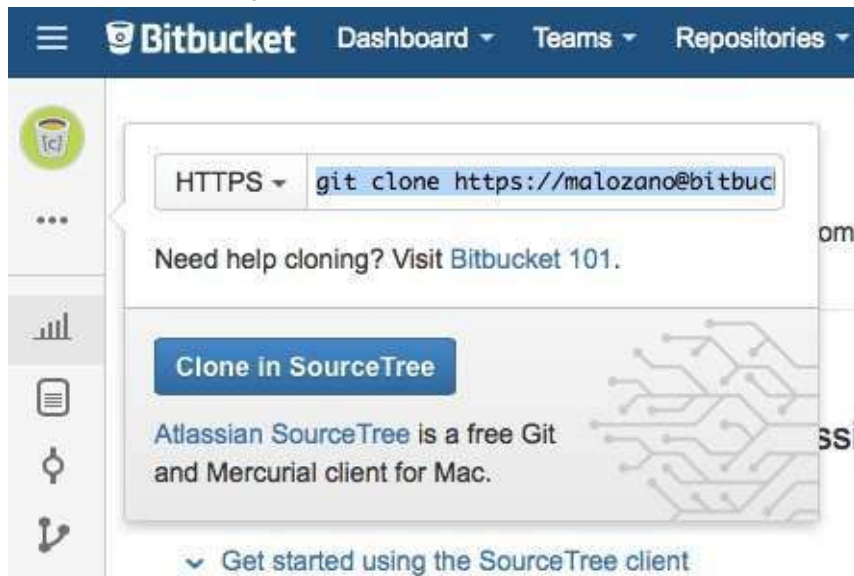 Bitbucket Dashboard Teams Repositories
[c]
HTTPS git clone https://malozano@bitbuc
Need help cloning? Visit Bitbucket 101.
Clone in SourceTree
Atlassian SourceTree is a free Git
and Mercurial client for Mac.
Get started using the SourceTree client